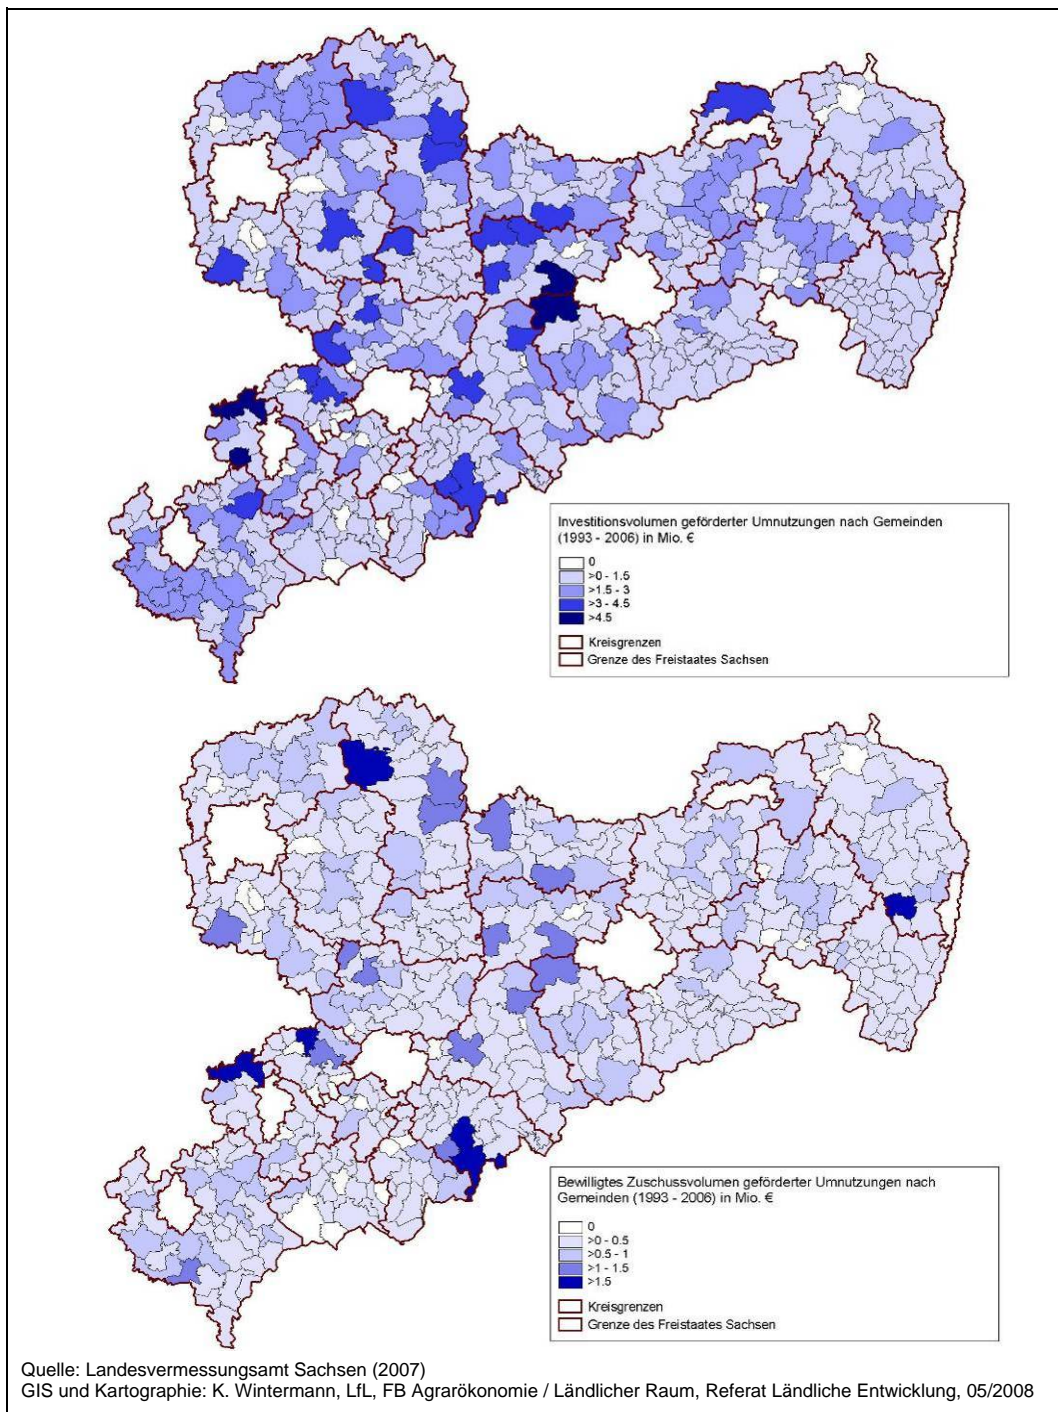 Investitionsvolumen geförderter Umnutzungen nach Gemeinden
(1993 - 2006) in Mio. €
0
>0 - 1.5
>1.5 - 3
>3 - 4.5
>4.5
Kreisgrenzen
Grenze des Freistaates Sachsen
Bewilligtes Zuschussvolumen geförderter Umnutzungen nach
Gemeinden (1993 - 2006) in Mio. €
0
>0 - 0.5
>0.5 - 1
>1 - 1.5
>1.5
Kreisgrenzen
Grenze des Freistaates Sachsen
Quelle: Landesvermessungsamt Sachsen (2007)
GIS und Kartographie: K. Wintermann, LfL, FB Agrarökonomie / Ländlicher Raum, Referat Ländliche Entwicklung, 05/2008